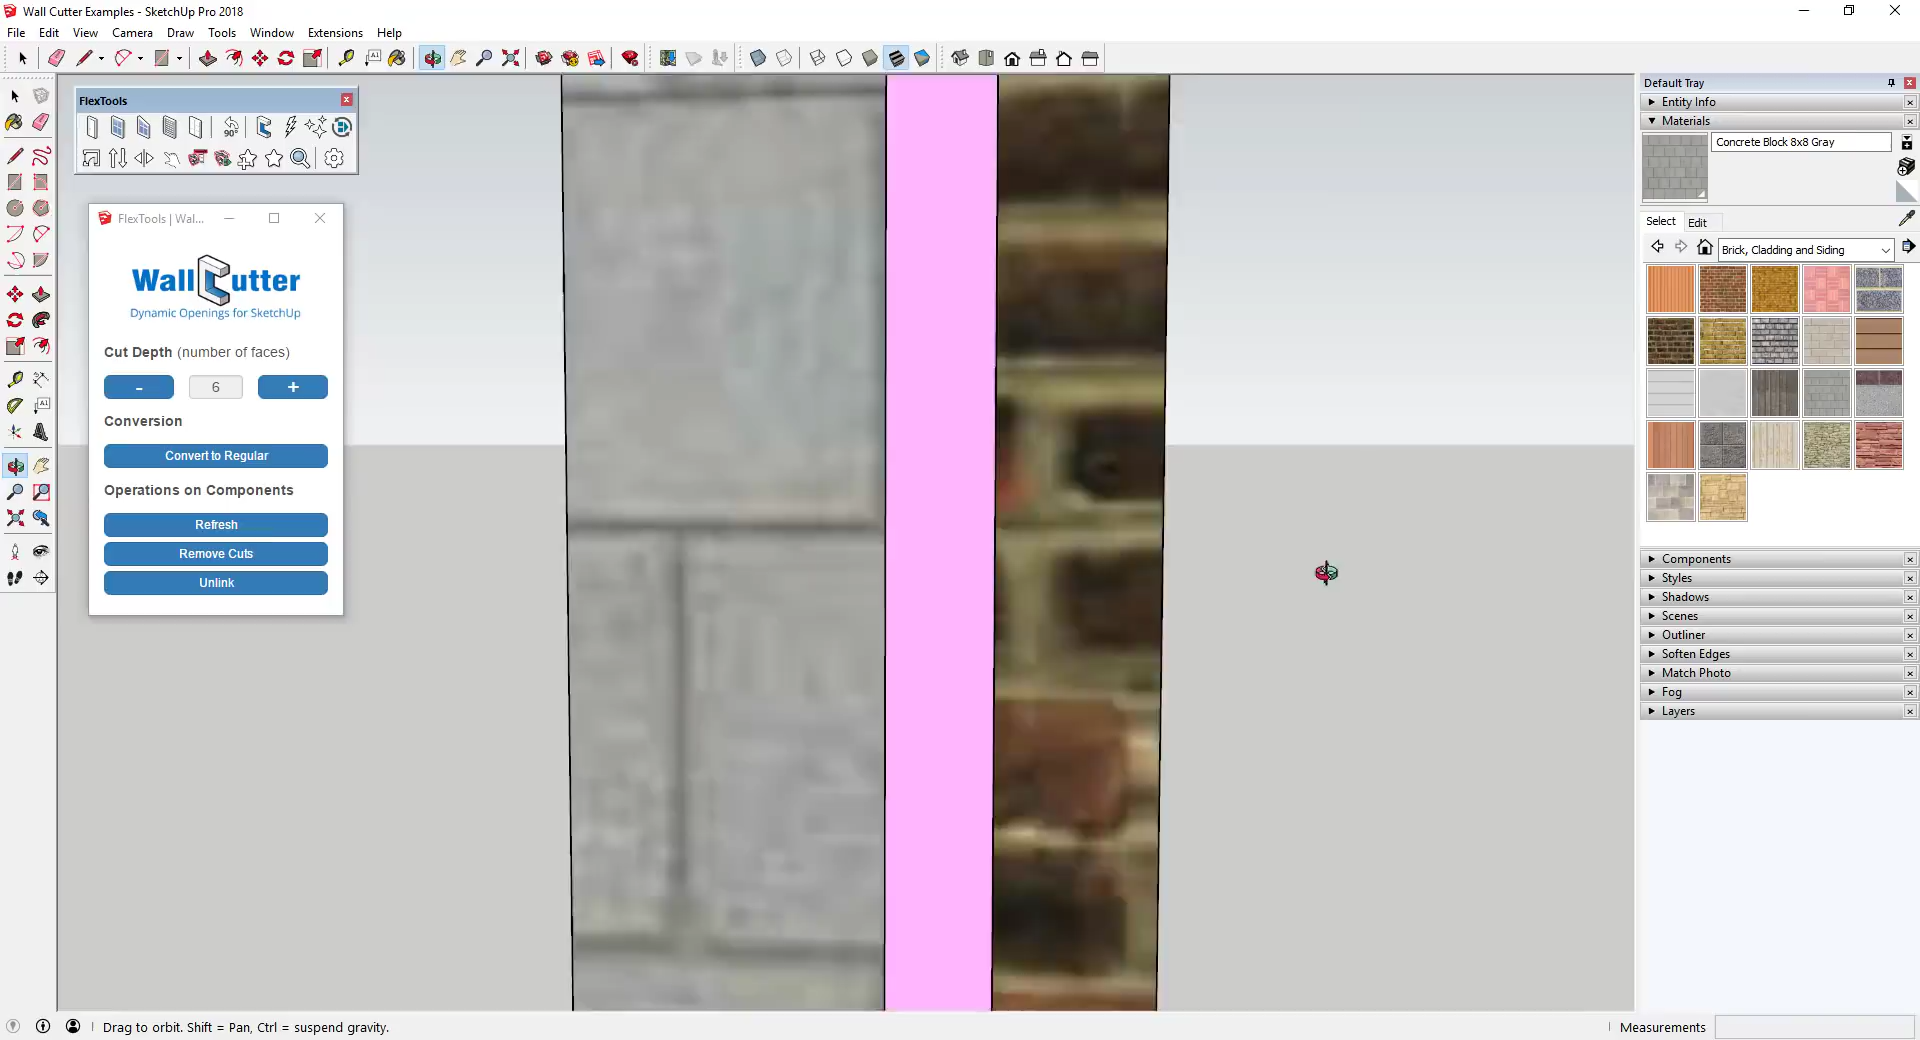 Wall Cutter Examples - SketchUp Pro 2018
File Edit View Camera Draw Tools Window Extensions Help
FlexTools
90°
FlexTools | Wal...
Wall Cutter
Dynamic Openings for SketchUp
Cut Depth (number of faces)
- 6 +
Conversion
Convert to Regular
Operations on Components
Refresh
Remove Cuts
Unlink
Default Tray
Entity Info
Materials
Concrete Block 8x8 Gray
Select Edit
Brick, Cladding and Siding
Components
Styles
Shadows
Scenes
Outliner
Soften Edges
Match Photo
Fog
Layers
Drag to orbit. Shift = Pan, Ctrl = suspend gravity.
Measurements